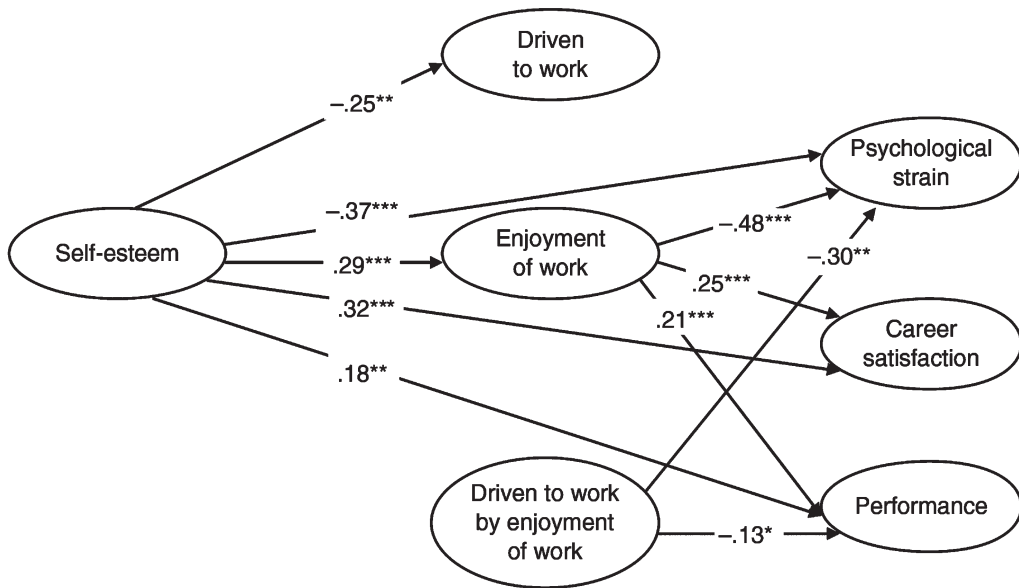 Driven
to work
–.25**
Psychological
strain
–.37***
–.48***
Self-esteem
Enjoyment
of work
.29***
–.30**
.25***
.32***
.21***
Career
satisfaction
.18**
Driven to work
by enjoyment
of work
Performance
–.13*